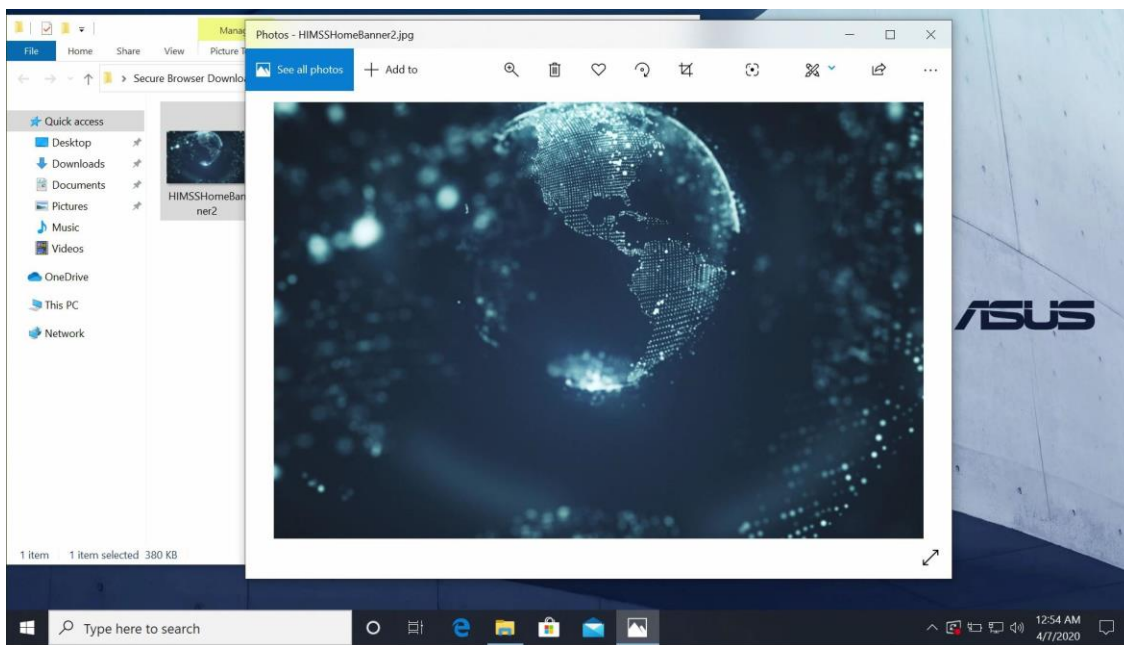 Manag
File
Home
Share
View
Picture T
Secure Browser Downloa
Quick access
Desktop
Downloads
Documents
Pictures
Music
Videos
OneDrive
This PC
Network
HIMSSHomeBan
ner2
1 item
1 item selected 380 KB
Photos - HIMSSHomeBanner2.jpg
See all photos
+ Add to
ASUS
Type here to search
12:54 AM
4/7/2020